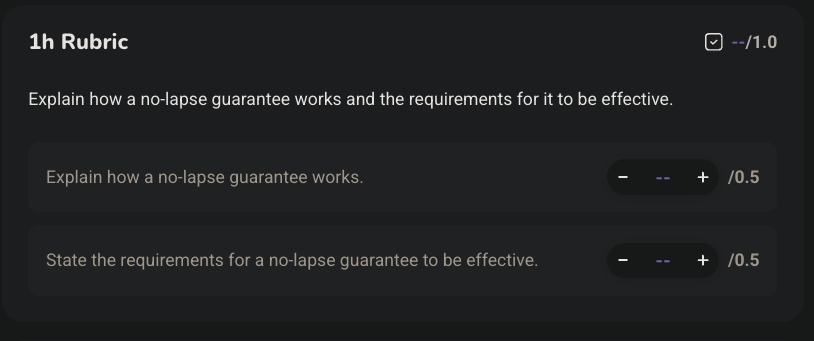 1h Rubric
--/1.0
Explain how a no-lapse guarantee works and the requirements for it to be effective.
Explain how a no-lapse guarantee works.
− -- + /0.5
State the requirements for a no-lapse guarantee to be effective.
− -- + /0.5